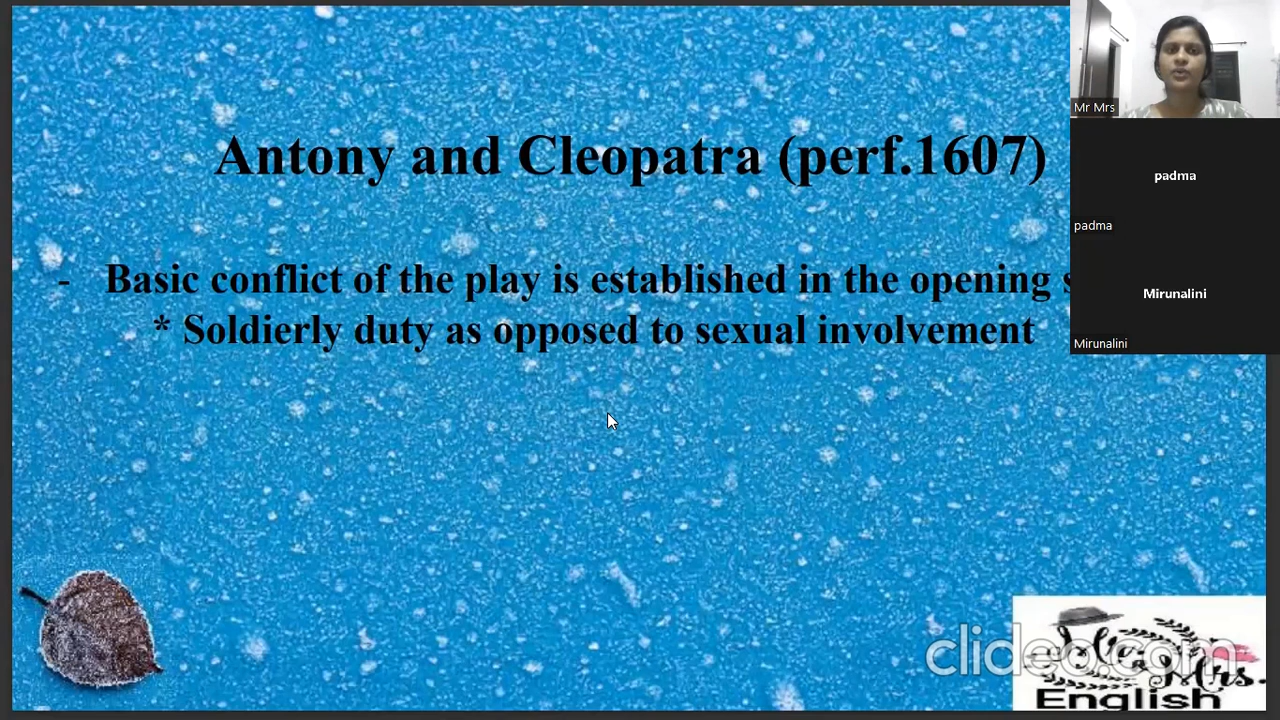 Antony and Cleopatra (perf.1607)
Mr Mrs
padma
padma
- Basic conflict of the play is established in the opening
Mirunalini
* Soldierly duty as opposed to sexual involvement
Mirunalini
clideo.com
Mrs.
English